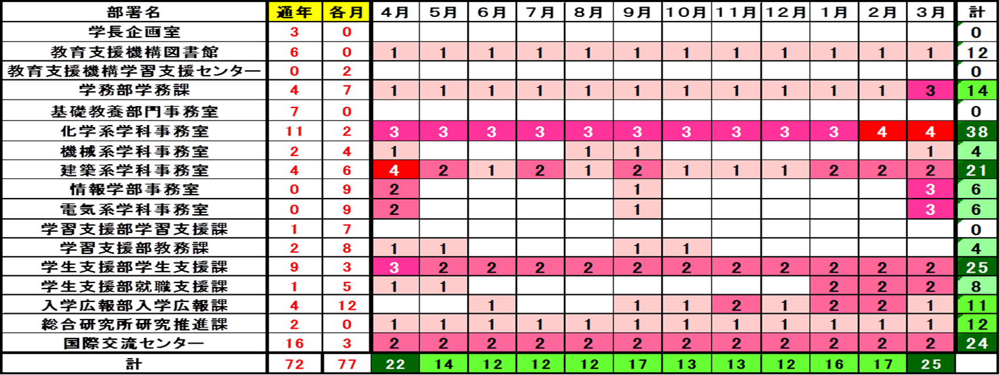 部署名 通年 各月 4月 5月 6月 7月 8月 9月 10月 11月 12月 1月 2月 3月 計
学長企画室 3 0 0
教育支援機構図書館 6 0 1 1 1 1 1 1 1 1 1 1 1 1 12
教育支援機構学習支援センター 0 2 0
学務部学務課 4 7 1 1 1 1 1 1 1 1 1 1 1 3 14
基礎教養部門事務室 7 0 0
化学系学科事務室 11 2 3 3 3 3 3 3 3 3 3 3 4 4 38
機械系学科事務室 2 4 1 1 1 1 4
建築系学科事務室 4 6 4 2 1 2 1 2 1 1 1 2 2 2 21
情報学部事務室 0 9 2 1 3 6
電気系学科事務室 0 9 2 1 3 6
学習支援部学習支援課 1 7 0
学習支援部教務課 2 8 1 1 1 1 4
学生支援部学生支援課 9 3 3 2 2 2 2 2 2 2 2 2 2 2 25
学生支援部就職支援課 1 5 1 1 2 2 2 8
入学広報部入学広報課 4 12 1 1 1 2 1 2 2 1 11
総合研究所研究推進課 2 0 1 1 1 1 1 1 1 1 1 1 1 1 12
国際交流センター 16 3 2 2 2 2 2 2 2 2 2 2 2 2 24
計 72 77 22 14 12 12 12 17 13 13 12 16 17 25